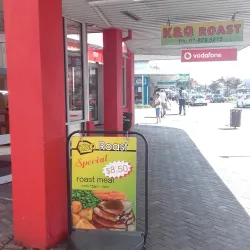 K&Q ROAST
vodafone
Roast
Special
$8.50
roast meal